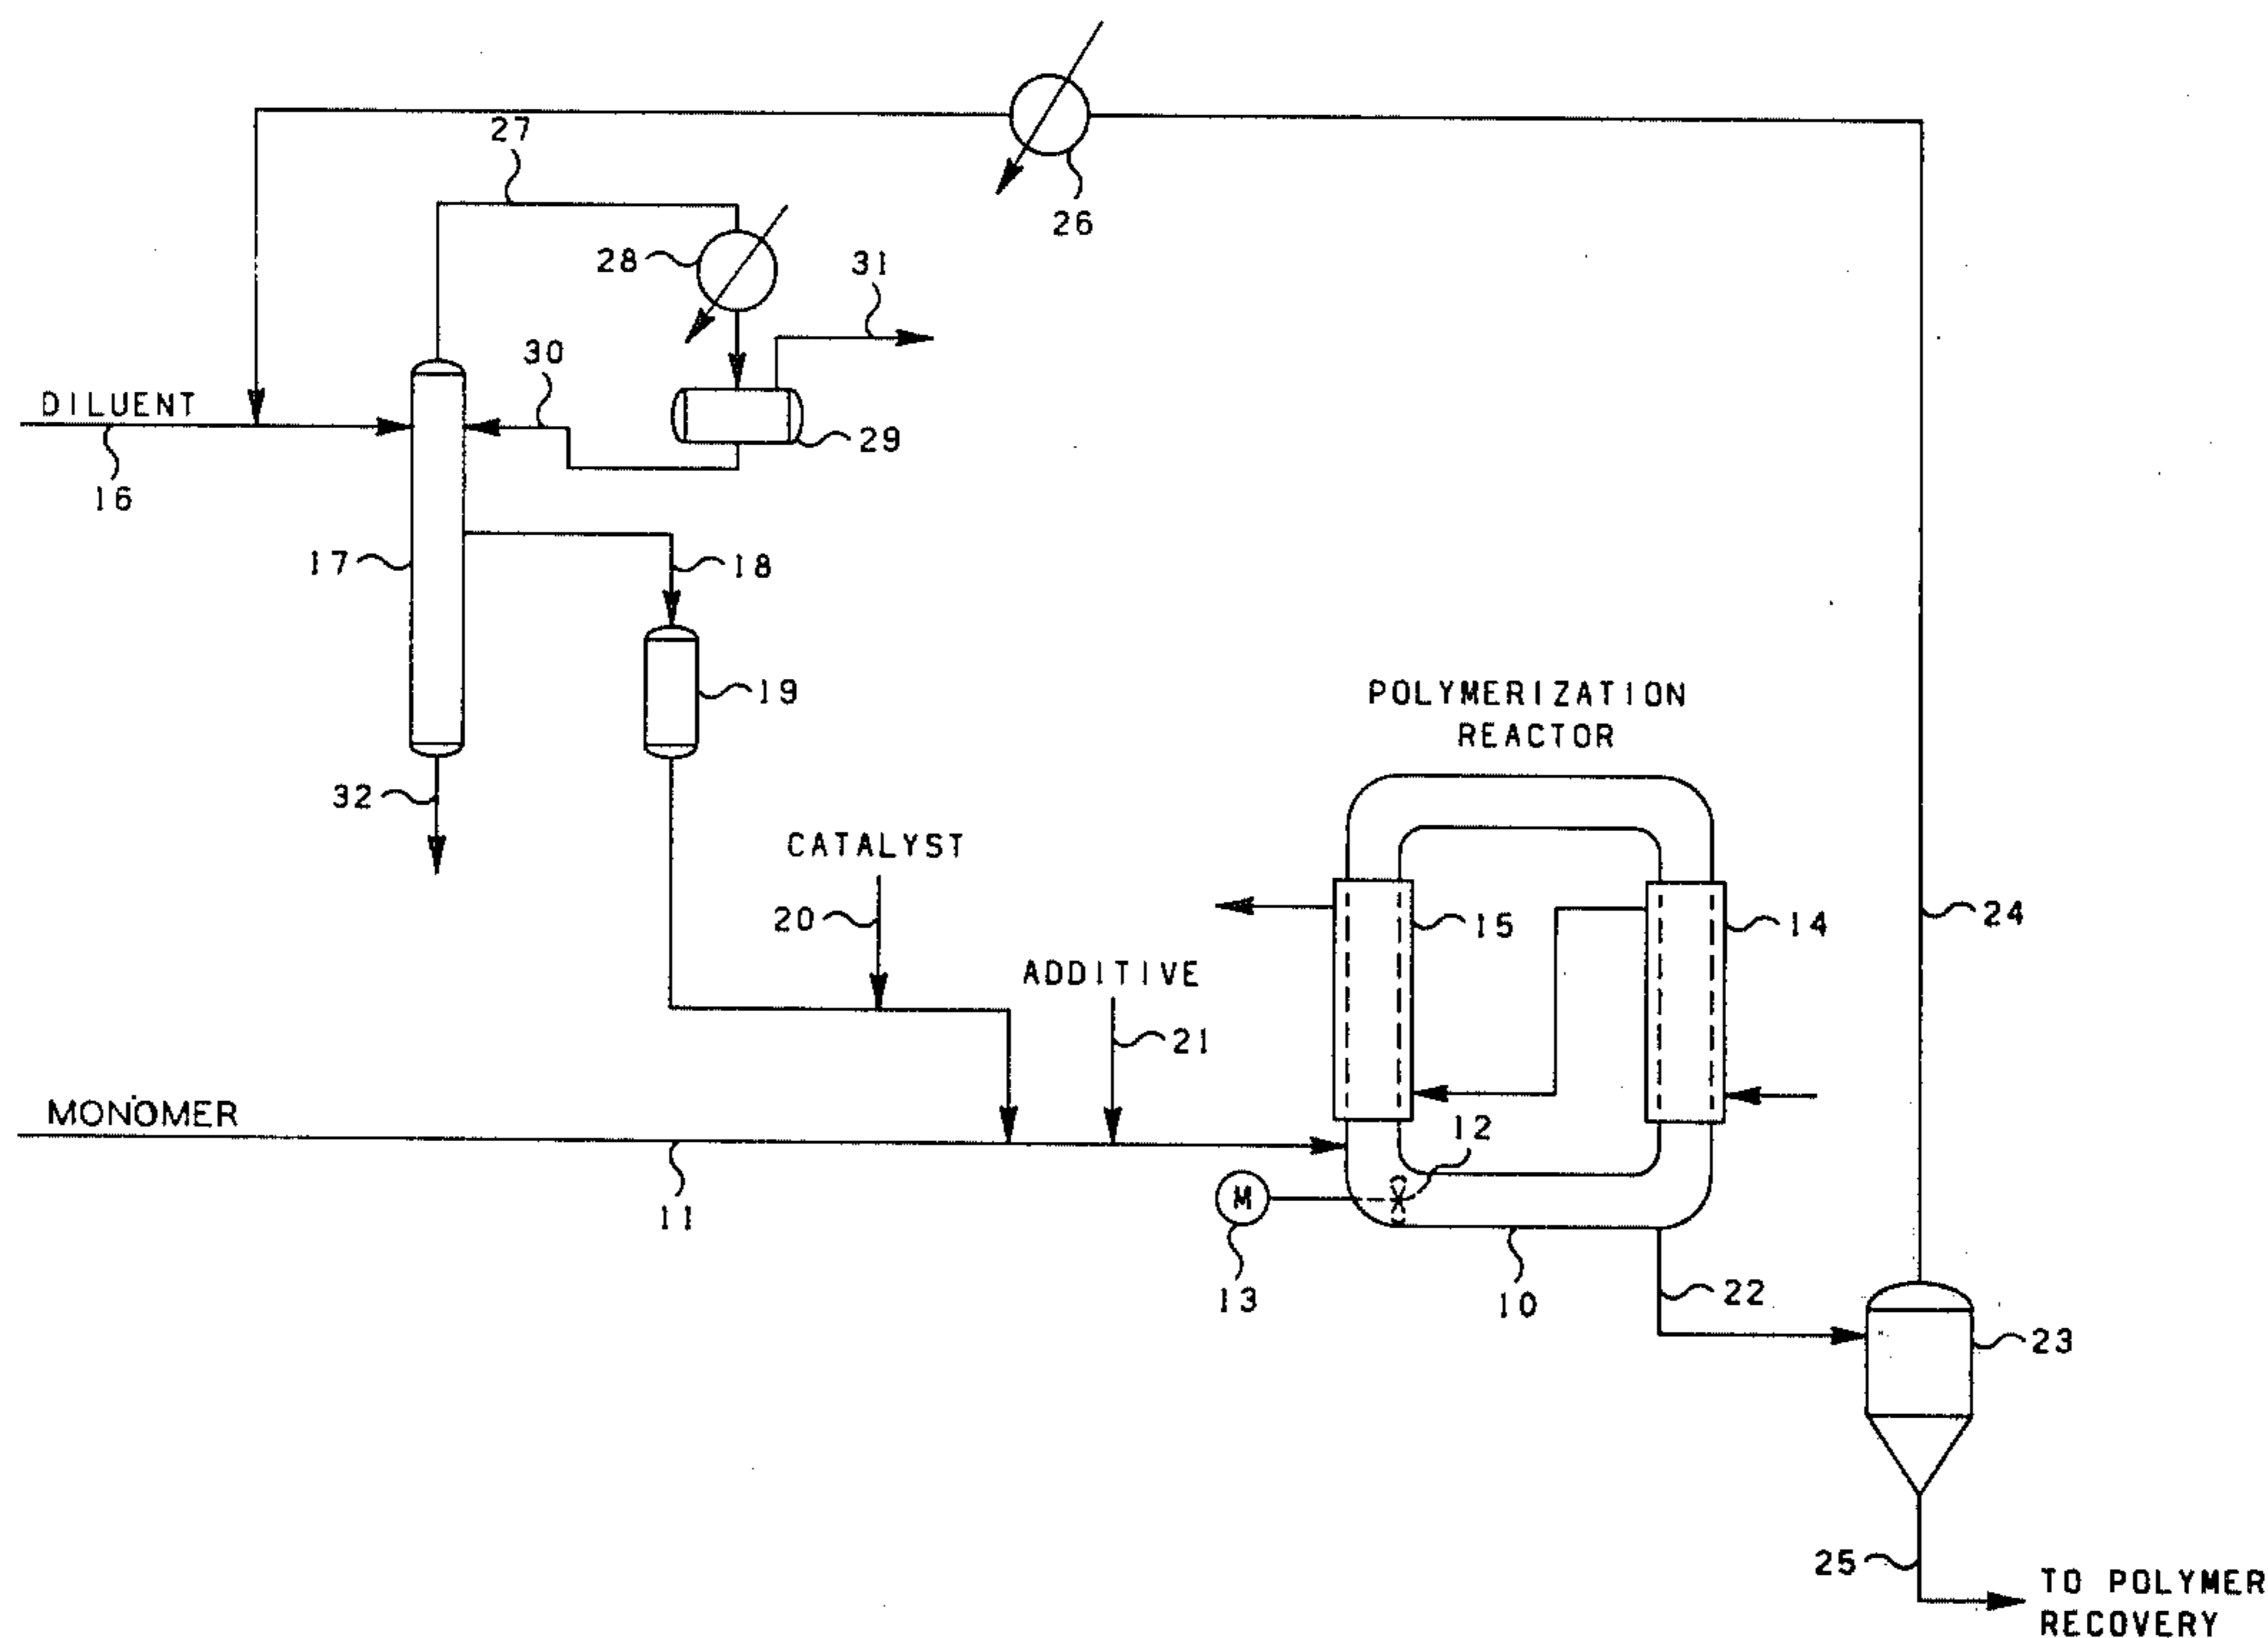 27
26
28
31
30
DILUENT
29
16
17
18
19
POLYMERIZATION
REACTOR
32
CATALYST
20
15
14
24
ADDITIVE
21
MONOMER
12
11
M
13
10
22
23
25
TO POLYMER
RECOVERY